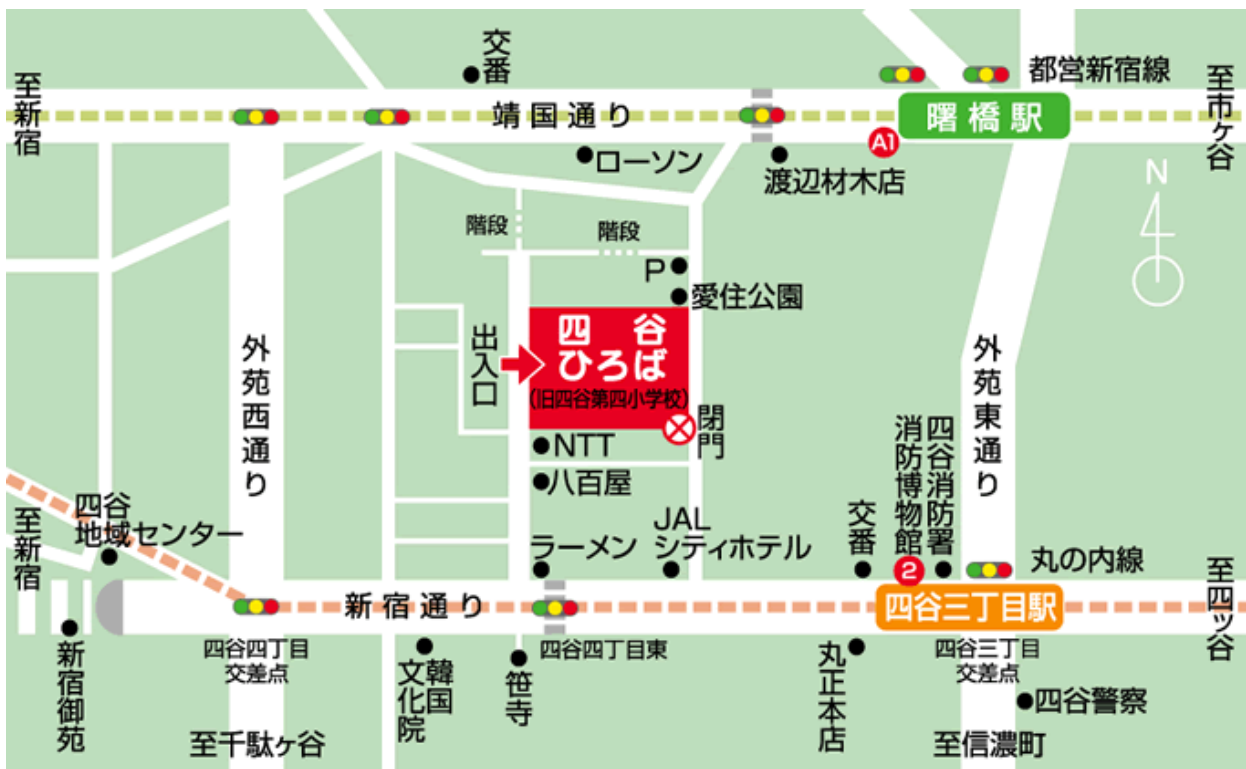 交番
都営新宿線
至新宿
靖国通り
曙橋駅
至市ヶ谷
A1
ローソン
渡辺材木店
N
階段
階段
P
愛住公園
四谷
ひろば
(旧四谷第四小学校)
出入口
閉門
外苑西通り
外苑東通り
NTT
八百屋
四谷
地域センター
至新宿
ラーメン
JAL
シティホテル
交番
消防博物館
四谷消防署
2
丸の内線
新宿通り
四谷三丁目駅
至四ッ谷
四谷四丁目
交差点
四谷四丁目東
四谷三丁目
交差点
新宿御苑
韓国
文化院
笹寺
丸正本店
四谷警察
至千駄ヶ谷
至信濃町